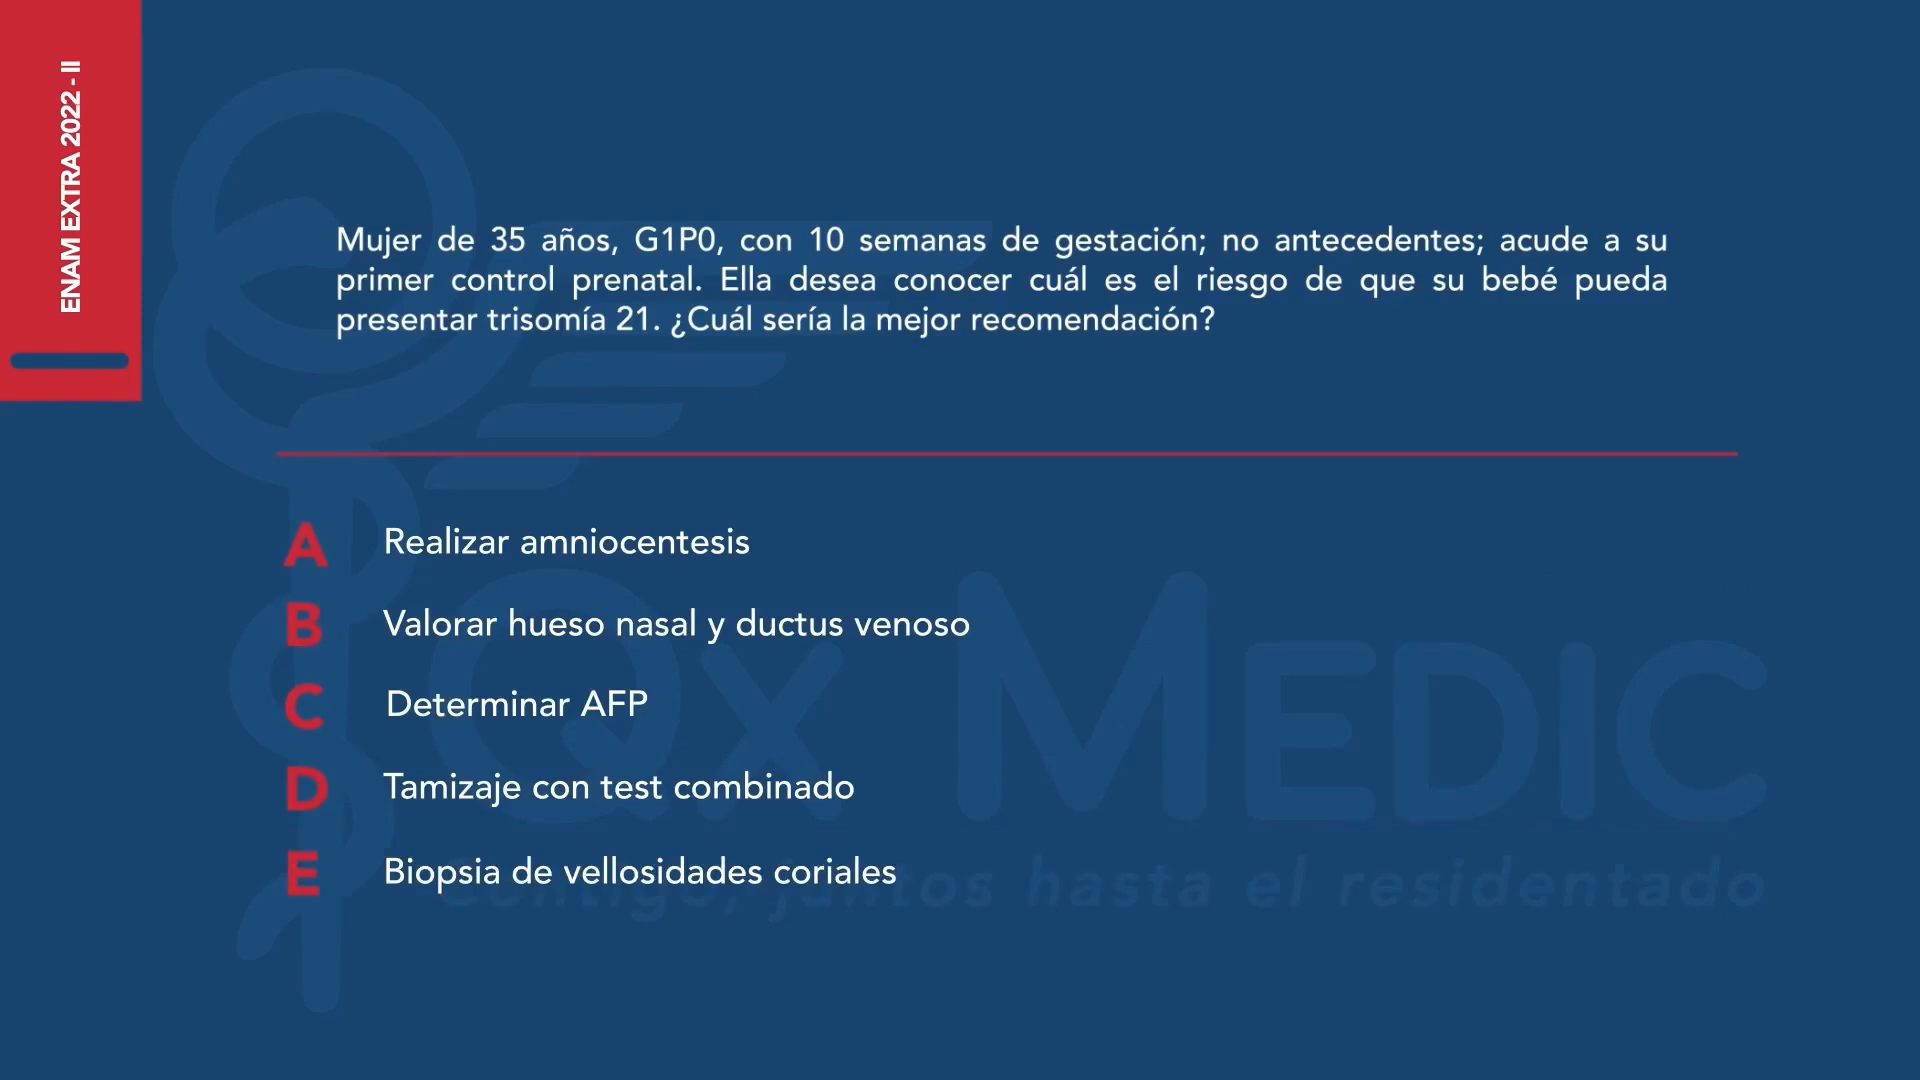 ENAM EXTRA 2022 - II
Mujer de 35 años, G1P0, con 10 semanas de gestación; no antecedentes; acude a su
primer control prenatal. Ella desea conocer cuál es el riesgo de que su bebé pueda
presentar trisomía 21. ¿Cuál sería la mejor recomendación?
A Realizar amniocentesis
B Valorar hueso nasal y ductus venoso
C Determinar AFP
D Tamizaje con test combinado
E Biopsia de vellosidades coriales
Qx MEDIC
Contigo, juntos hasta el residentado